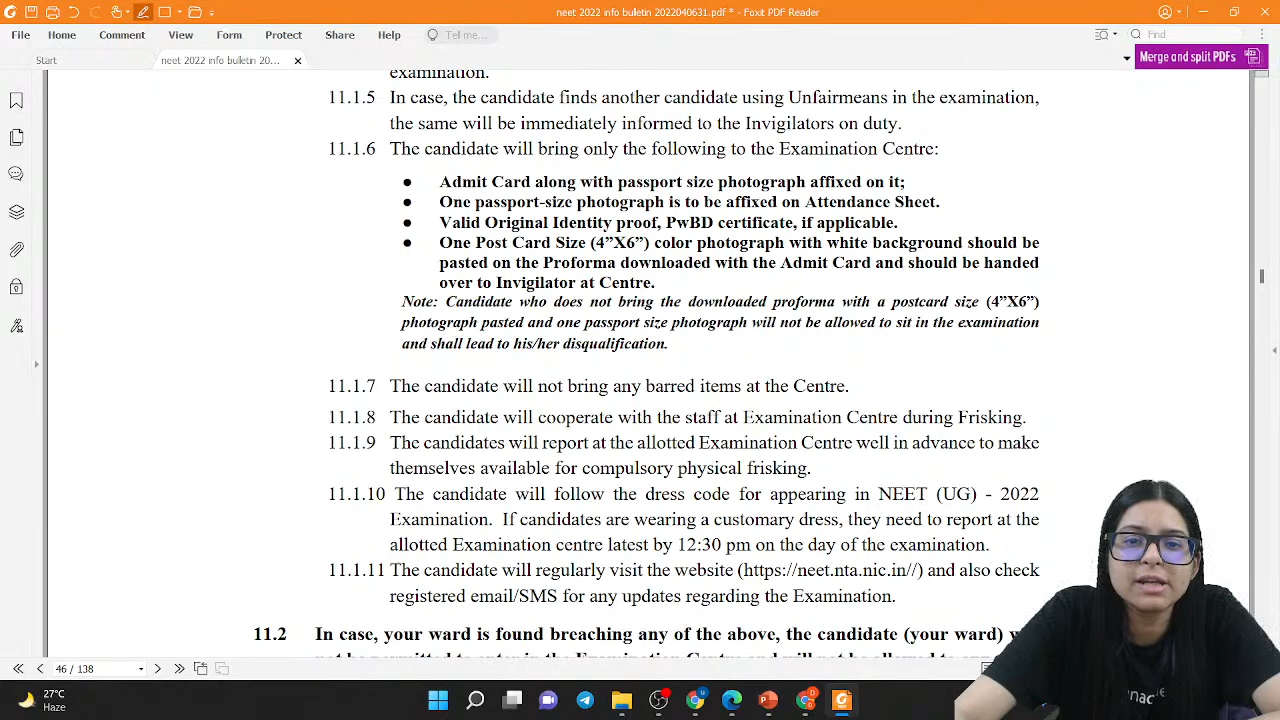 neet 2022 info buletin 2022040631.pdf * - Foxit PDF Reader
File Home Comment View Form Protect Share Help Tell me... Find
Start neet 2022 info buletin 20... Merge and split PDFs
examination.
11.1.5 In case, the candidate finds another candidate using Unfairmeans in the examination,
the same will be immediately informed to the Invigilators on duty.
11.1.6 The candidate will bring only the following to the Examination Centre:
● Admit Card along with passport size photograph affixed on it;
● One passport-size photograph is to be affixed on Attendance Sheet.
● Valid Original Identity proof, PwBD certificate, if applicable.
● One Post Card Size (4”X6”) color photograph with white background should be
pasted on the Proforma downloaded with the Admit Card and should be handed
over to Invigilator at Centre.
Note: Candidate who does not bring the downloaded proforma with a postcard size (4”X6”)
photograph pasted and one passport size photograph will not be allowed to sit in the examination
and shall lead to his/her disqualification.
11.1.7 The candidate will not bring any barred items at the Centre.
11.1.8 The candidate will cooperate with the staff at Examination Centre during Frisking.
11.1.9 The candidates will report at the allotted Examination Centre well in advance to make
themselves available for compulsory physical frisking.
11.1.10 The candidate will follow the dress code for appearing in NEET (UG) - 2022
Examination. If candidates are wearing a customary dress, they need to report at the
allotted Examination centre latest by 12:30 pm on the day of the examination.
11.1.11 The candidate will regularly visit the website (https://neet.nta.nic.in//) and also check
registered email/SMS for any updates regarding the Examination.
11.2 In case, your ward is found breaching any of the above, the candidate (your ward)
46 / 138
27°C
Haze